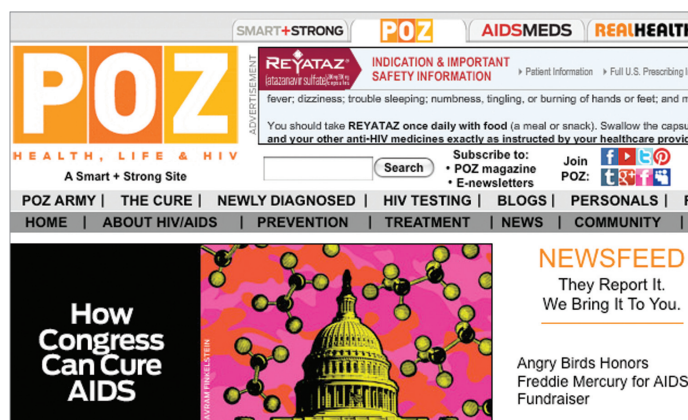 SMART+STRONG
POZ
AIDSMEDS
REALHEALTH
POZ
HEALTH, LIFE & HIV
A Smart + Strong Site
ADVERTISEMENT
REYATAZ
(atazanavir sulfate)
INDICATION & IMPORTANT
SAFETY INFORMATION
Patient Information
Full U.S. Prescribing
fever; dizziness; trouble sleeping; numbness, tingling, or burning of hands or feet; and
You should take REYATAZ once daily with food (a meal or snack). Swallow the
and your other anti-HIV medicines exactly as instructed by your healthcare
Search
Subscribe to:
• POZ magazine
• E-newsletters
Join
POZ:
POZ ARMY | THE CURE | NEWLY DIAGNOSED | HIV TESTING | BLOGS | PERSONALS |
HOME | ABOUT HIV/AIDS | PREVENTION | TREATMENT | NEWS | COMMUNITY |
How
Congress
Can Cure
AIDS
AVRAM FINKELSTEIN
NEWSFEED
They Report It.
We Bring It To You.
Angry Birds Honors
Freddie Mercury for AIDS
Fundraiser